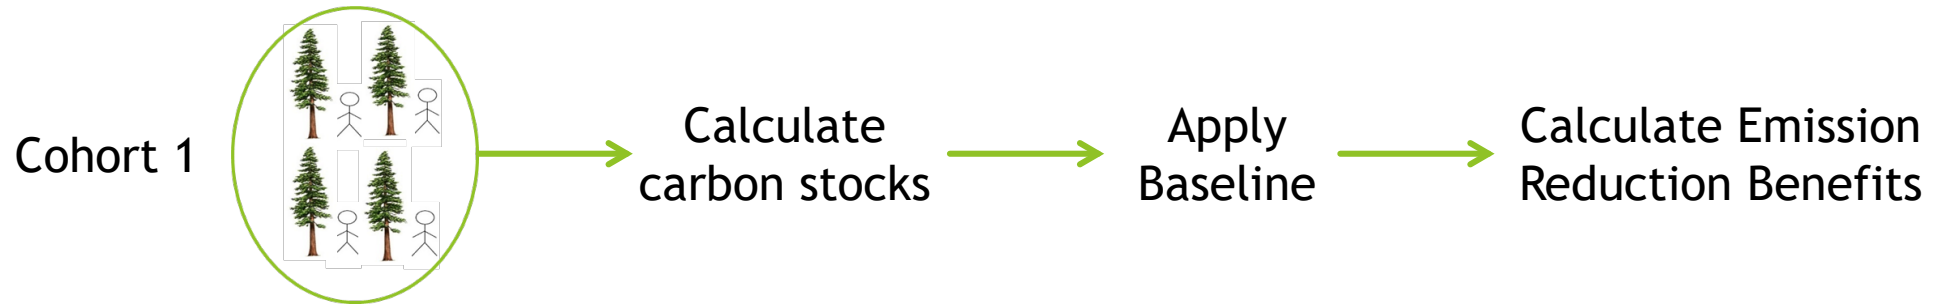 Cohort 1
Calculate
carbon stocks
Apply
Baseline
Calculate Emission
Reduction Benefits